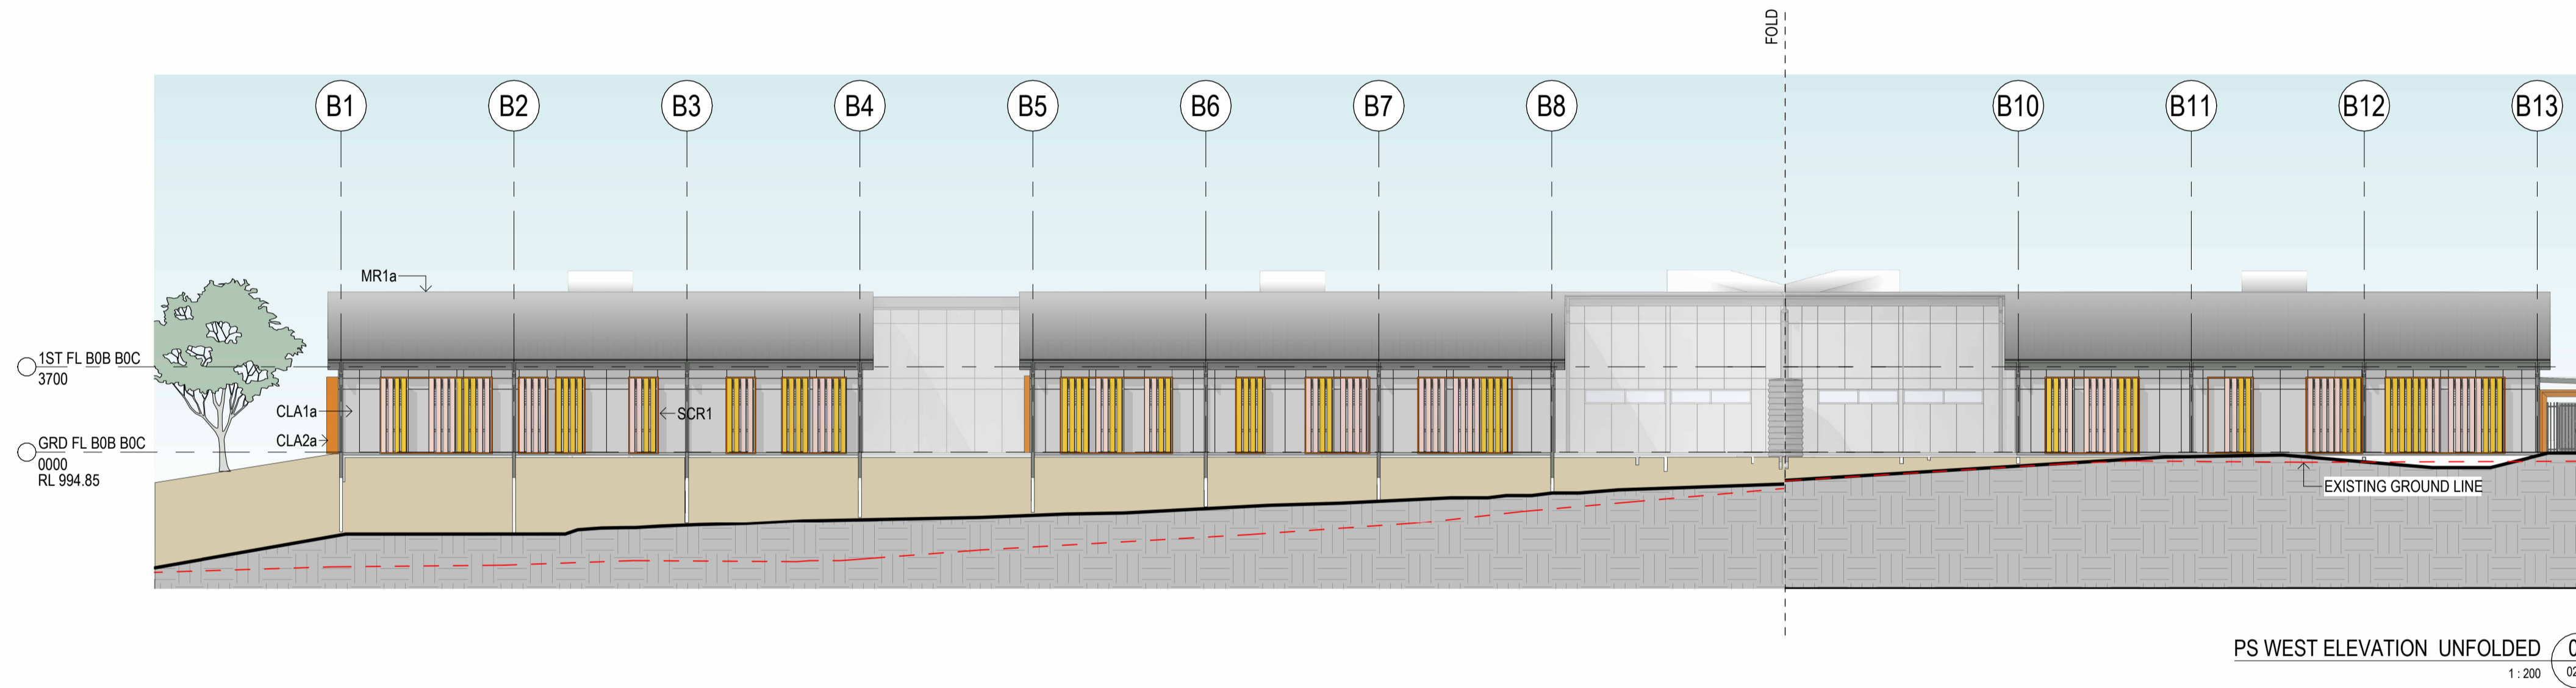 FOLD
B1 B2 B3 B4 B5 B6 B7 B8 B10 B11 B12 B13
MR1a
1ST FL B0B B0C
3700
CLA1a
SCR1
CLA2a
GRD FL B0B B0C
0000
RL 994.85
EXISTING GROUND LINE
PS WEST ELEVATION UNFOLDED
1 : 200